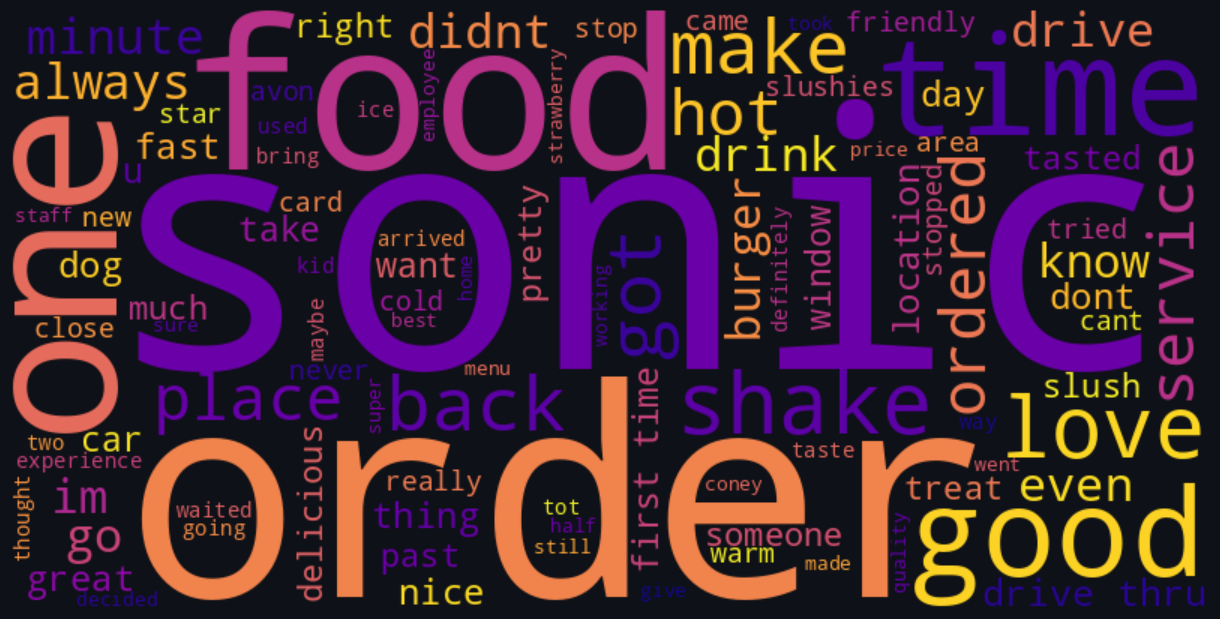 minute
food
right
didnt
stop
came
took
friendly
drive
always
make
time
slushies
day
star
avon
ice
employee
strawberry
hot
used
fast
bring
drink
price
area
tasted
u
one
sonic
staff
new
card
take
pretty
burger
definitely
window
location
stopped
ordered
service
tried
arrived
want
got
know
dog
kid
home
working
cold
best
dont
much
sure
cant
close
maybe
never
menu
place
super
back
first time
shake
slush
love
way
two
car
order
experience
delicious
really
taste
went
thought
im
coney
treat
even
waited
going
thing
tot
half
still
someone
warm
made
quality
good
go
past
great
decided
nice
give
drive thru